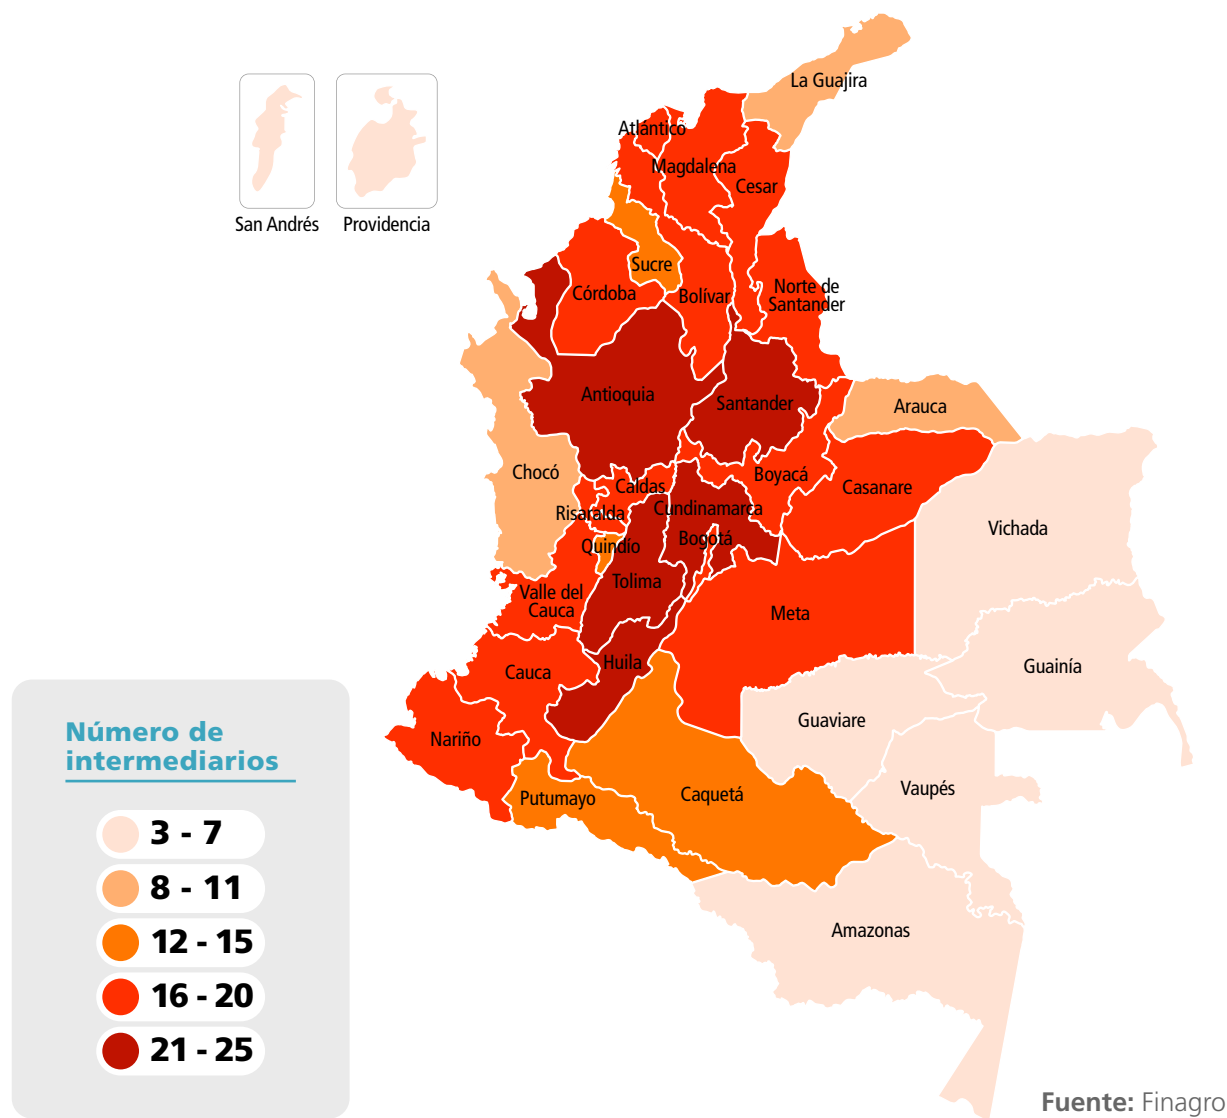 La Guajira
Atlántico
Magdalena
Cesar
San Andrés
Providencia
Sucre
Córdoba
Bolívar
Norte de
Santander
Antioquia
Santander
Arauca
Chocó
Boyacá
Caldas
Casanare
Cundinamarca
Risaralda
Vichada
Bogotá
Quindío
Tolima
Valle del
Cauca
Meta
Huila
Guainía
Cauca
Guaviare
Nariño
Vaupés
Caquetá
Putumayo
Amazonas
Número de
intermediarios
3 - 7
8 - 11
12 - 15
16 - 20
21 - 25
Fuente: Finagro